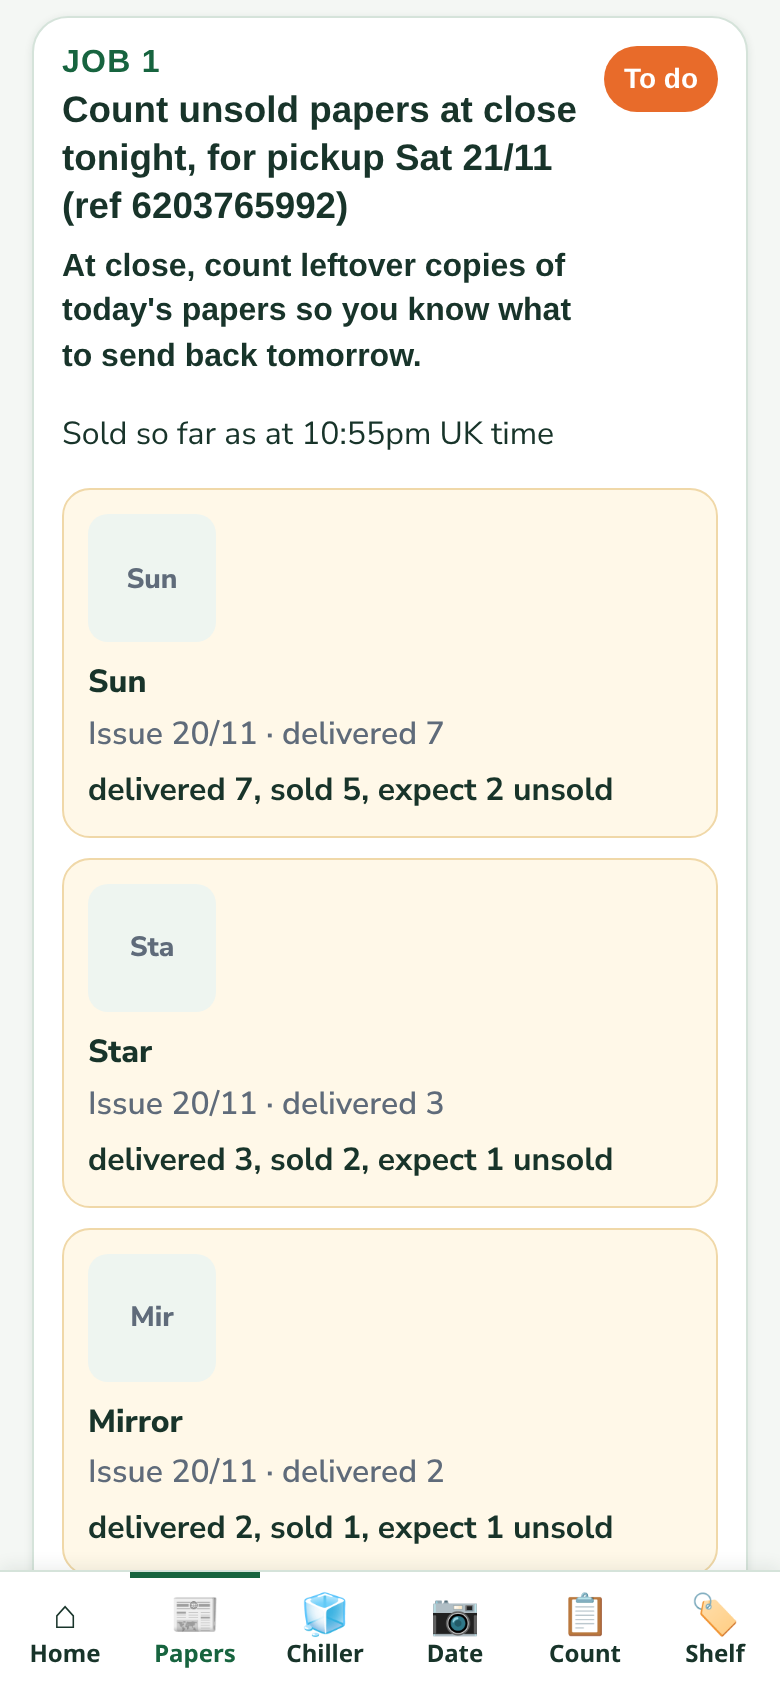 JOB 1
To do
Count unsold papers at close
tonight, for pickup Sat 21/11
(ref 6203765992)
At close, count leftover copies of
today's papers so you know what
to send back tomorrow.
Sold so far as at 10:55pm UK time
Sun
Sun
Issue 20/11 · delivered 7
delivered 7, sold 5, expect 2 unsold
Sta
Star
Issue 20/11 · delivered 3
delivered 3, sold 2, expect 1 unsold
Mir
Mirror
Issue 20/11 · delivered 2
delivered 2, sold 1, expect 1 unsold
Home
Papers
Chiller
Date
Count
Shelf